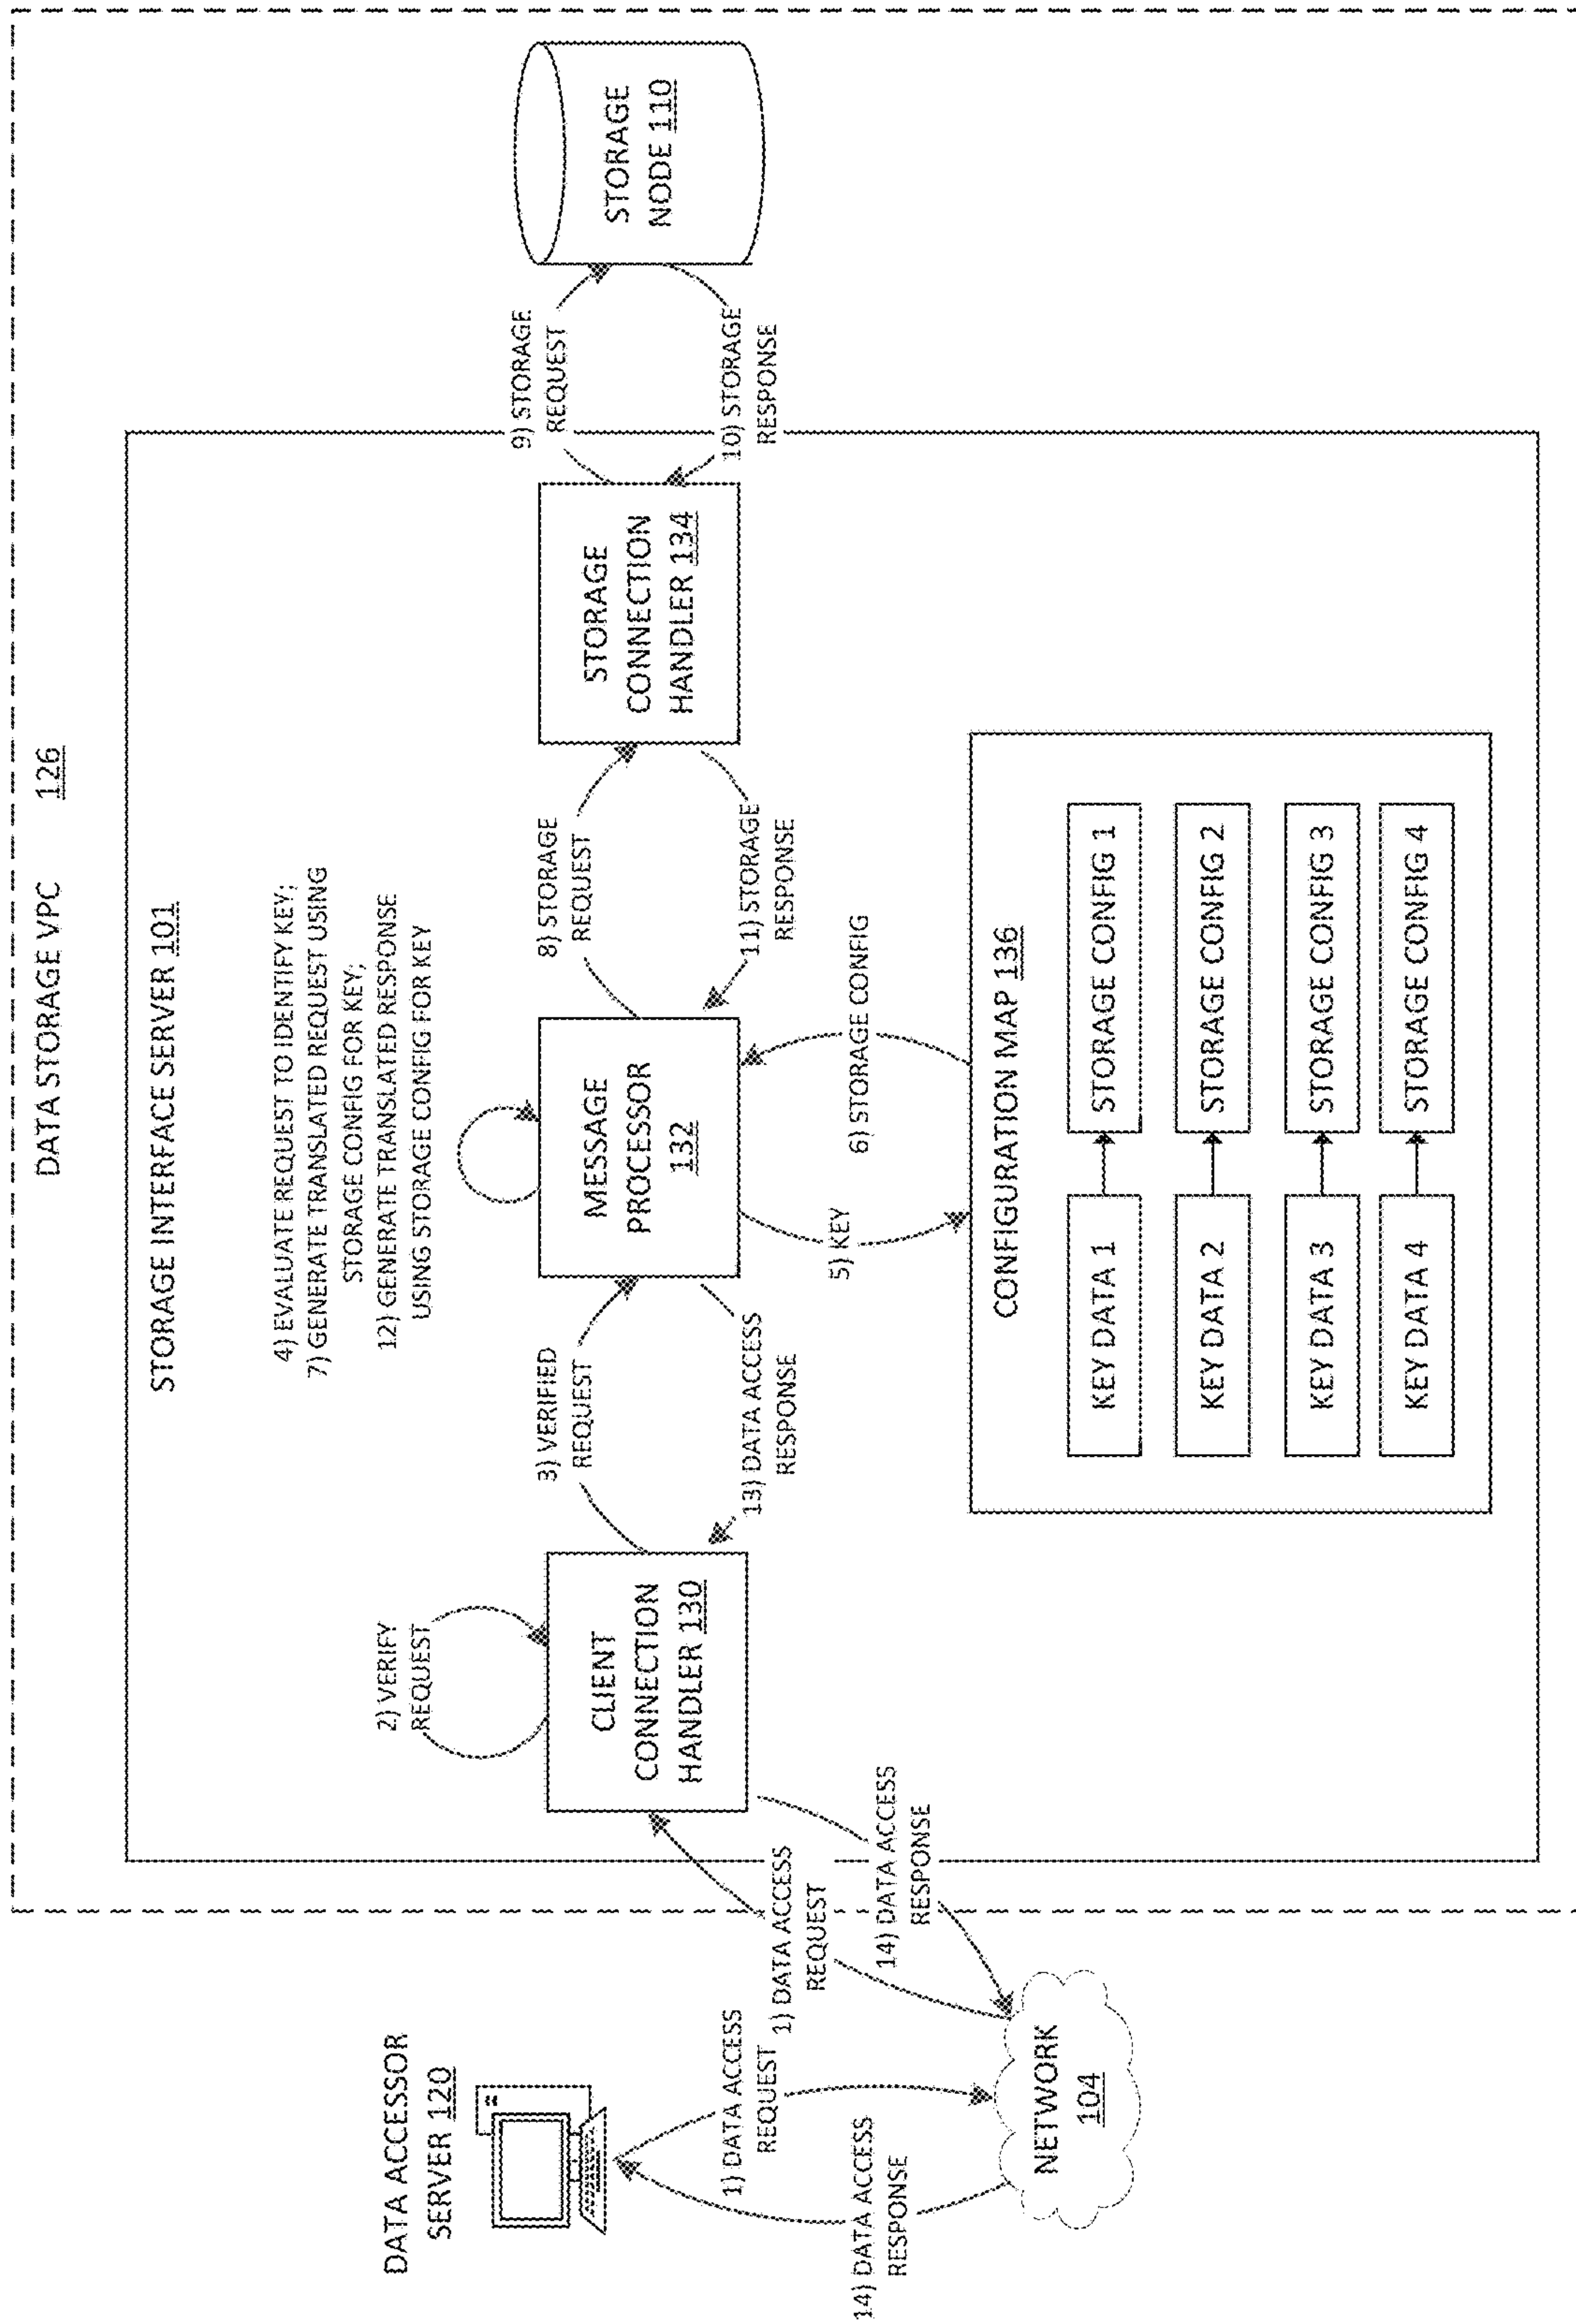 DATA STORAGE VPC 126
STORAGE INTERFACE SERVER 101
DATA ACCESSOR
SERVER 120
1) DATA ACCESS
REQUEST
14) DATA ACCESS
RESPONSE
NETWORK
104
1) DATA ACCESS
REQUEST
14) DATA ACCESS
RESPONSE
2) VERIFY
REQUEST
CLIENT
CONNECTION
HANDLER 130
3) VERIFIED
REQUEST
13) DATA ACCESS
RESPONSE
4) EVALUATE REQUEST TO IDENTIFY KEY;
7) GENERATE TRANSLATED REQUEST USING
STORAGE CONFIG FOR KEY;
12) GENERATE TRANSLATED RESPONSE
USING STORAGE CONFIG FOR KEY
MESSAGE
PROCESSOR
132
5) KEY
6) STORAGE CONFIG
8) STORAGE
REQUEST
11) STORAGE
RESPONSE
STORAGE
CONNECTION
HANDLER 134
9) STORAGE
REQUEST
10) STORAGE
RESPONSE
STORAGE
NODE 110
CONFIGURATION MAP 136
KEY DATA 1
STORAGE CONFIG 1
KEY DATA 2
STORAGE CONFIG 2
KEY DATA 3
STORAGE CONFIG 3
KEY DATA 4
STORAGE CONFIG 4